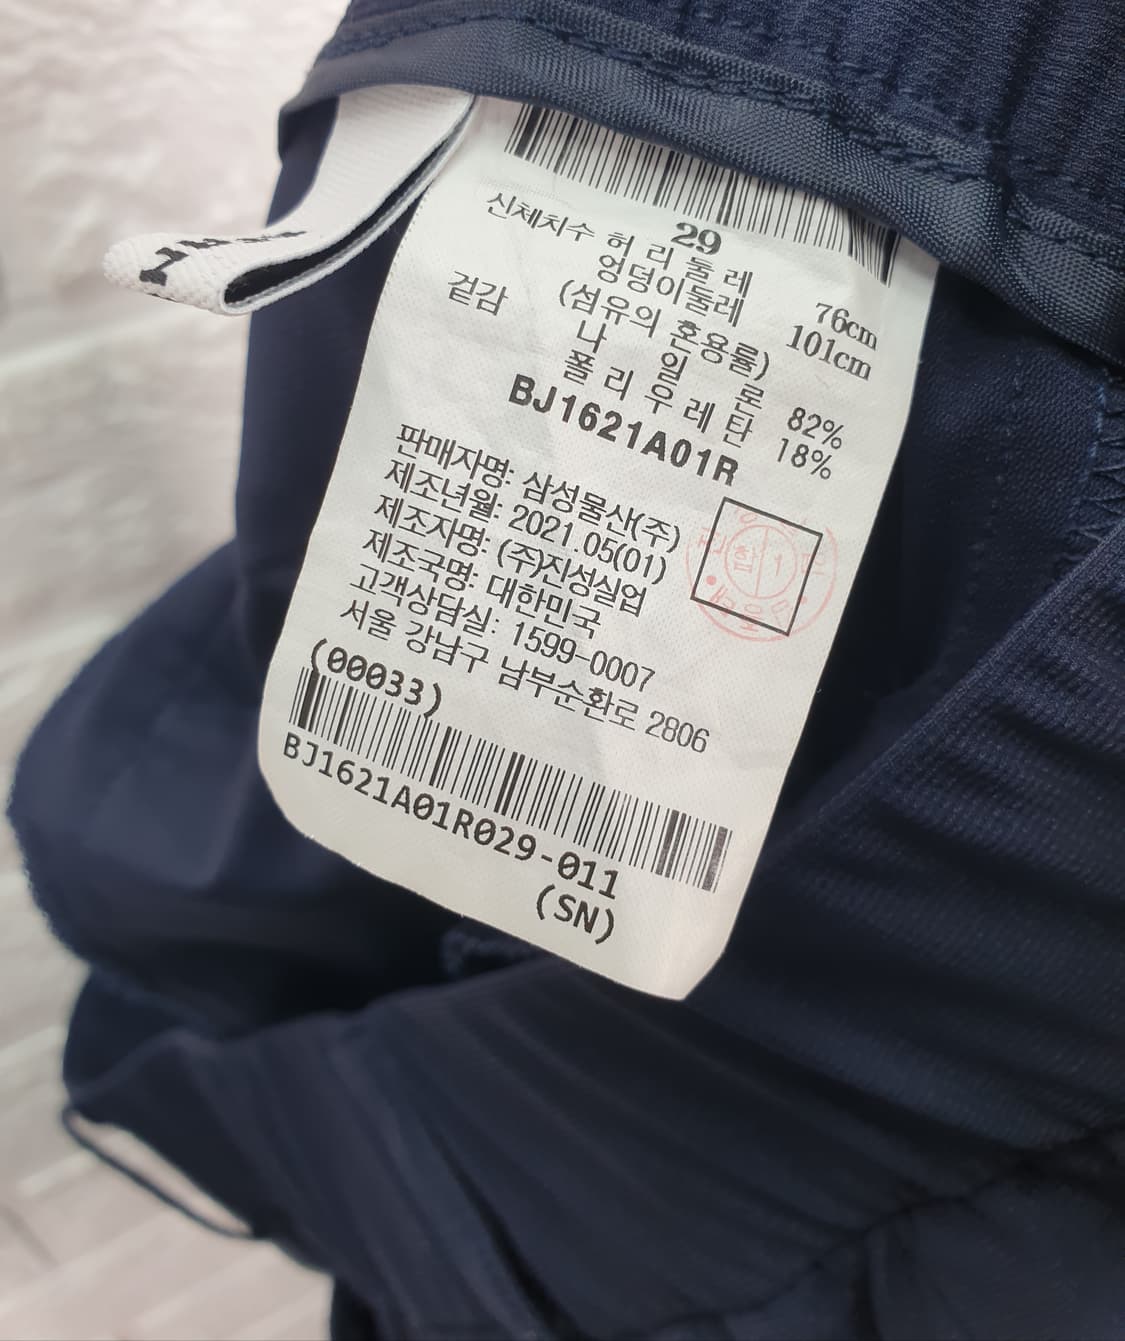 29
신체치수 허 리 둘 레 76cm
엉덩이둘레 101cm
(섬유의 혼용률)
겉감 나 일 론 82%
폴 리 우 레 탄 18%
BJ1621A01R
판매자명: 삼성물산(주)
제조년월: 2021.05(01)
제조자명: (주)진성실업
제조국명: 대한민국
고객상담실: 1599-0007
서울 강남구 남부순환로 2806
(00033)
BJ1621A01R029-011
(SN)